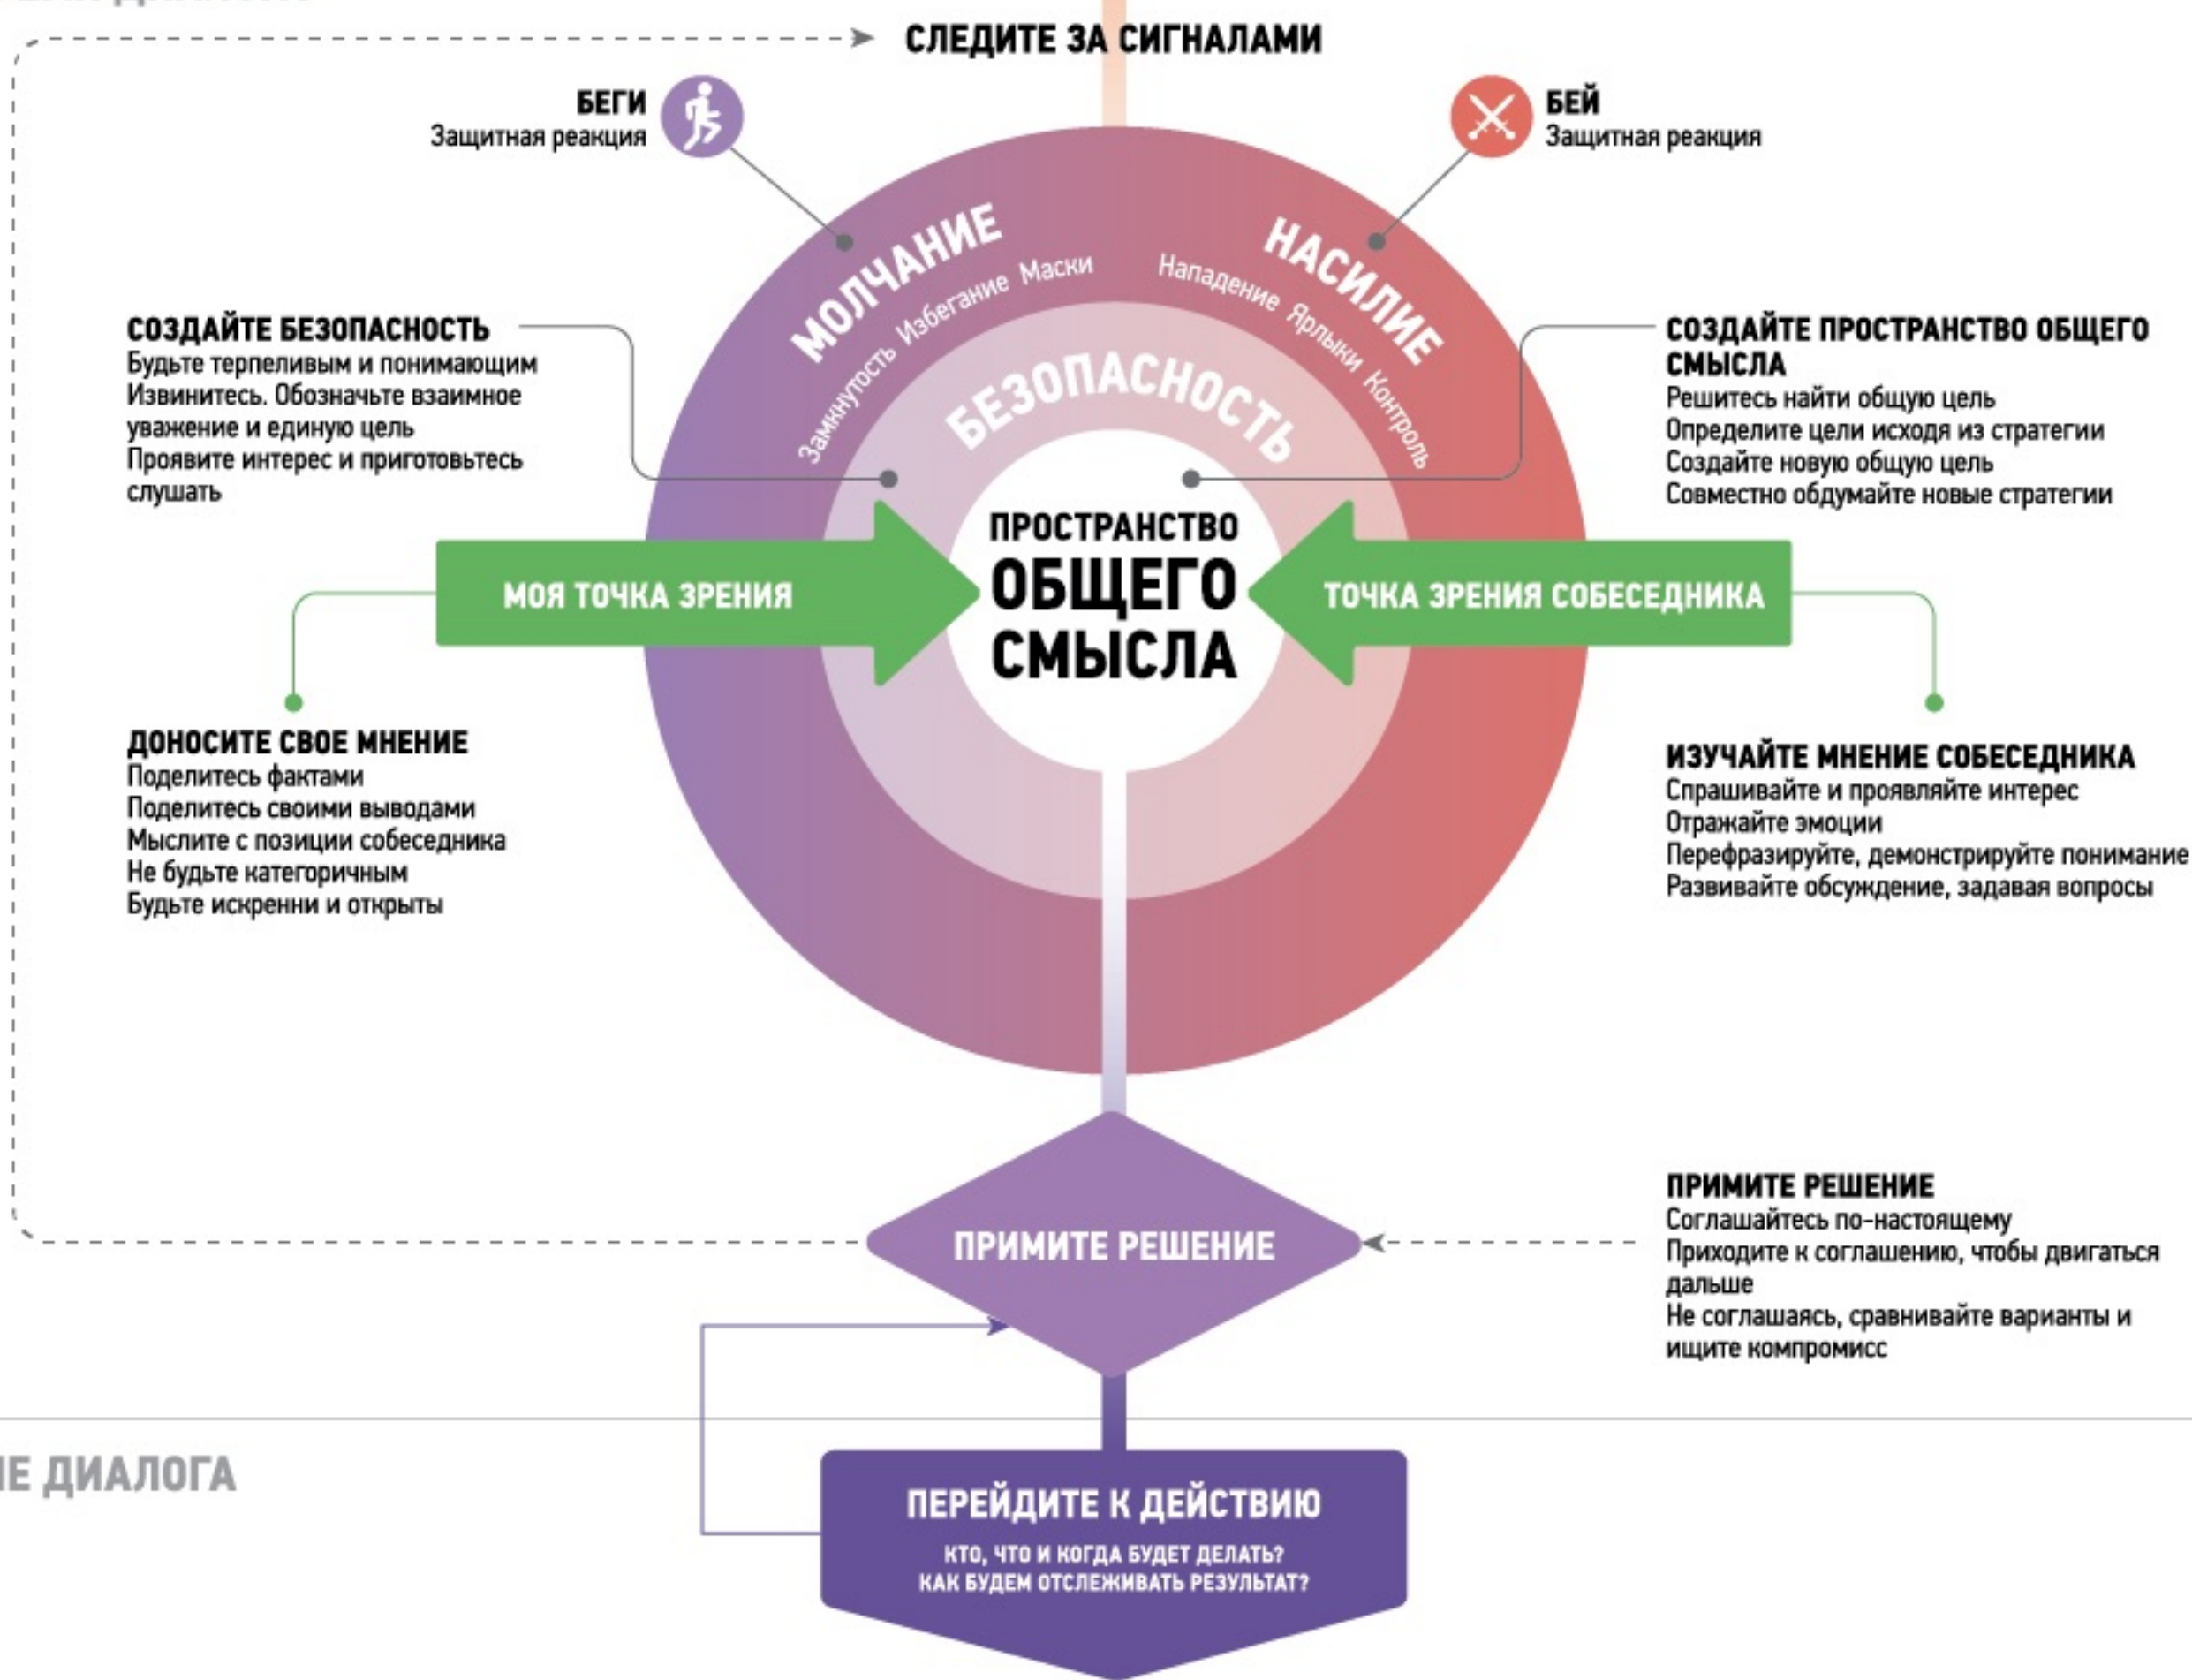 СЛЕДИТЕ ЗА СИГНАЛАМИ
БЕГИ
Защитная реакция
БЕЙ
Защитная реакция
МОЛЧАНИЕ
Замкнутость Избегание Маски
НАСИЛИЕ
Нападение Ярлыки Контроль
БЕЗОПАСНОСТЬ
СОЗДАЙТЕ БЕЗОПАСНОСТЬ
Будьте терпеливым и понимающим
Извинитесь. Обозначьте взаимное
уважение и единую цель
Проявите интерес и приготовьтесь
слушать
СОЗДАЙТЕ ПРОСТРАНСТВО ОБЩЕГО
СМЫСЛА
Решитесь найти общую цель
Определите цели исходя из стратегии
Создайте новую общую цель
Совместно обдумайте новые стратегии
ПРОСТРАНСТВО
ОБЩЕГО
СМЫСЛА
МОЯ ТОЧКА ЗРЕНИЯ
ТОЧКА ЗРЕНИЯ СОБЕСЕДНИКА
ДОНОСИТЕ СВОЕ МНЕНИЕ
Поделитесь фактами
Поделитесь своими выводами
Мыслите с позиции собеседника
Не будьте категоричным
Будьте искренни и открыты
ИЗУЧАЙТЕ МНЕНИЕ СОБЕСЕДНИКА
Спрашивайте и проявляйте интерес
Отражайте эмоции
Перефразируйте, демонстрируйте понимание
Развивайте обсуждение, задавая вопросы
ПРИМИТЕ РЕШЕНИЕ
ПРИМИТЕ РЕШЕНИЕ
Соглашайтесь по-настоящему
Приходите к соглашению, чтобы двигаться
дальше
Не соглашаясь, сравнивайте варианты и
ищите компромисс
ИЕ ДИАЛОГА
ПЕРЕЙДИТЕ К ДЕЙСТВИЮ
КТО, ЧТО И КОГДА БУДЕТ ДЕЛАТЬ?
КАК БУДЕМ ОТСЛЕЖИВАТЬ РЕЗУЛЬТАТ?